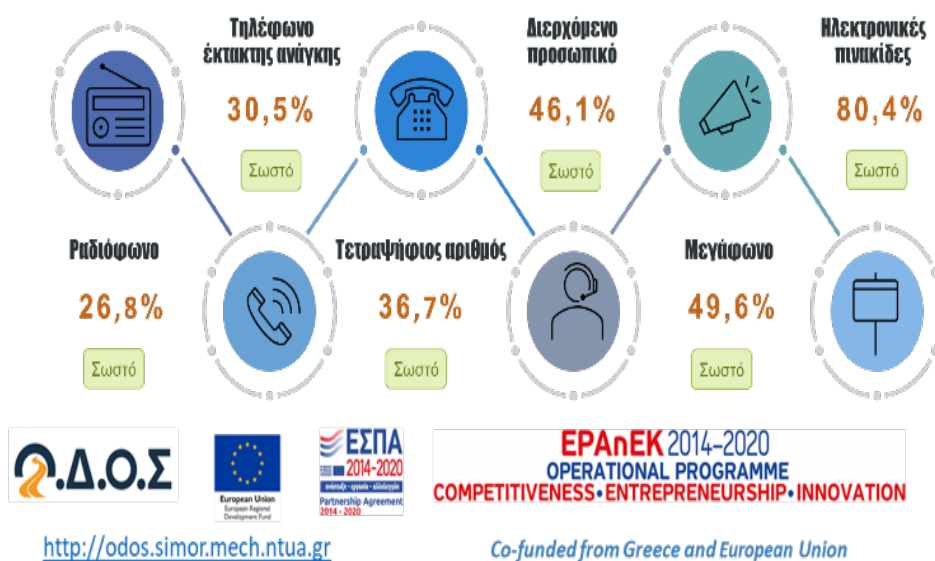 Τηλέφωνο
έκτακτης ανάγκης
30,5%
Σωστό
Διερχόμενο
προσωπικό
46,1%
Σωστό
Ηλεκτρονικές
πινακίδες
80,4%
Σωστό
Ραδιόφωνο
26,8%
Σωστό
Τετραψήφιος αριθμός
36,7%
Σωστό
Μεγάφωνο
49,6%
Σωστό
Ο.Δ.Ο.Σ
European Union
European Regional
Development Fund
ΕΣΠΑ
2014-2020
ανάπτυξη - εργασία - αλληλεγγύη
Partnership Agreement
2014 - 2020
EPAnEK 2014–2020
OPERATIONAL PROGRAMME
COMPETITIVENESS•ENTREPRENEURSHIP•INNOVATION
http://odos.simor.mech.ntua.gr
Co-funded from Greece and European Union